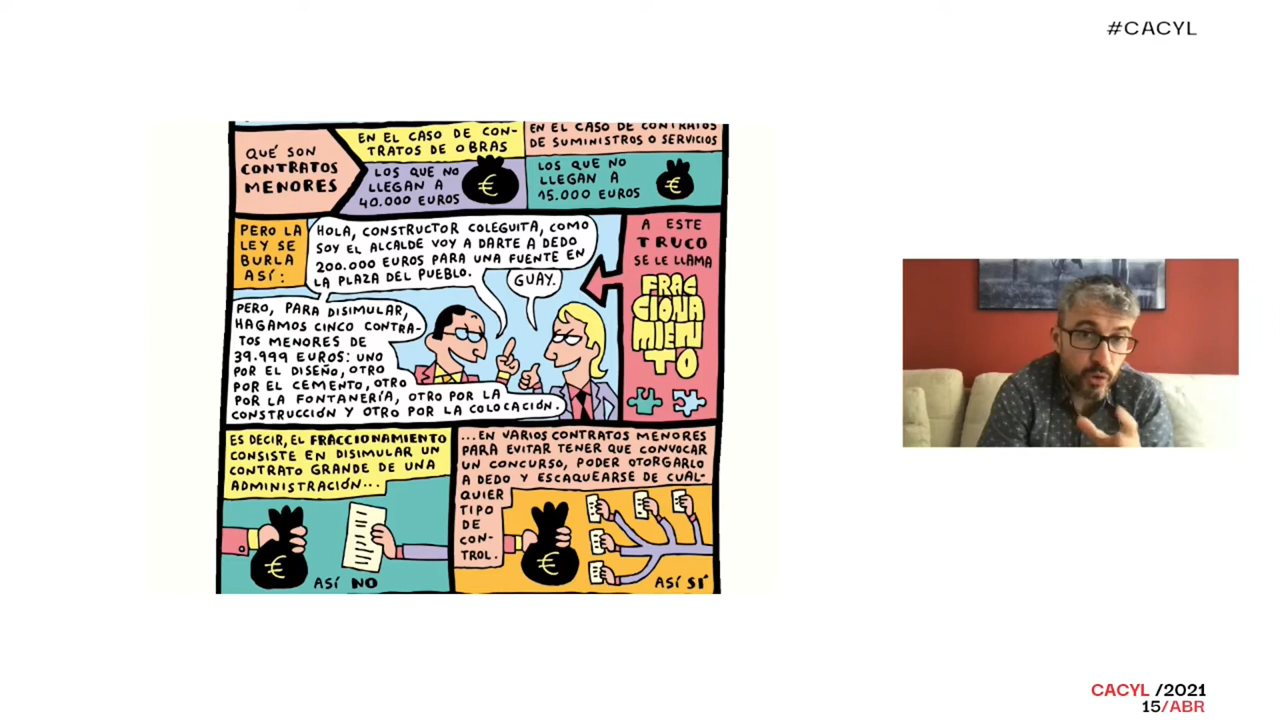 #CACYL
QUÉ SON
CONTRATOS
MENORES
EN EL CASO DE CON-
TRATOS DE OBRAS
LOS QUE NO
LLEGAN A
40.000 EUROS
€
EN EL CASO DE CONTRATOS
DE SUMINISTROS O SERVICIOS
LOS QUE NO
LLEGAN A
15.000 EUROS
€
PERO LA
LEY SE
BURLA
ASÍ:
HOLA, CONSTRUCTOR COLEGUITA, COMO
SOY EL ALCALDE VOY A DARTE A DEDO
200.000 EUROS PARA UNA FUENTE EN
LA PLAZA DEL PUEBLO.
GUAY.
PERO, PARA DISIMULAR,
HAGAMOS CINCO CONTRA-
TOS MENORES DE
39.999 EUROS: UNO
POR EL DISEÑO, OTRO
POR EL CEMENTO, OTRO
POR LA FONTANERÍA, OTRO POR LA
CONSTRUCCIÓN Y OTRO POR LA COLOCACIÓN.
A ESTE
TRUCO
SE LE LLAMA
FRAC
CIONA
MIEN
TO
ES DECIR, EL FRACCIONAMIENTO
CONSISTE EN DISIMULAR UN
CONTRATO GRANDE DE UNA
ADMINISTRACIÓN...
€
ASÍ NO
...EN VARIOS CONTRATOS MENORES
PARA EVITAR TENER QUE CONVOCAR
UN CONCURSO, PODER OTORGARLO
A DEDO Y ESCAQUEARSE DE CUAL-
QUIER
TIPO
DE
CON-
TROL.
€
ASÍ SÍ
CACYL /2021
15/ABR